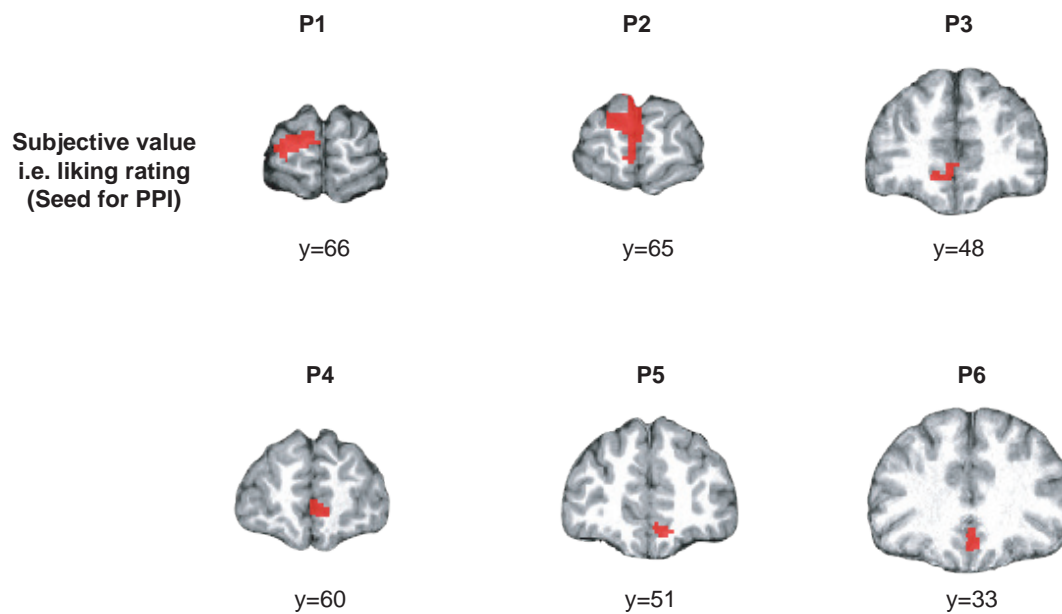 P1
P2
P3
Subjective value
i.e. liking rating
(Seed for PPI)
y=66
y=65
y=48
P4
P5
P6
y=60
y=51
y=33